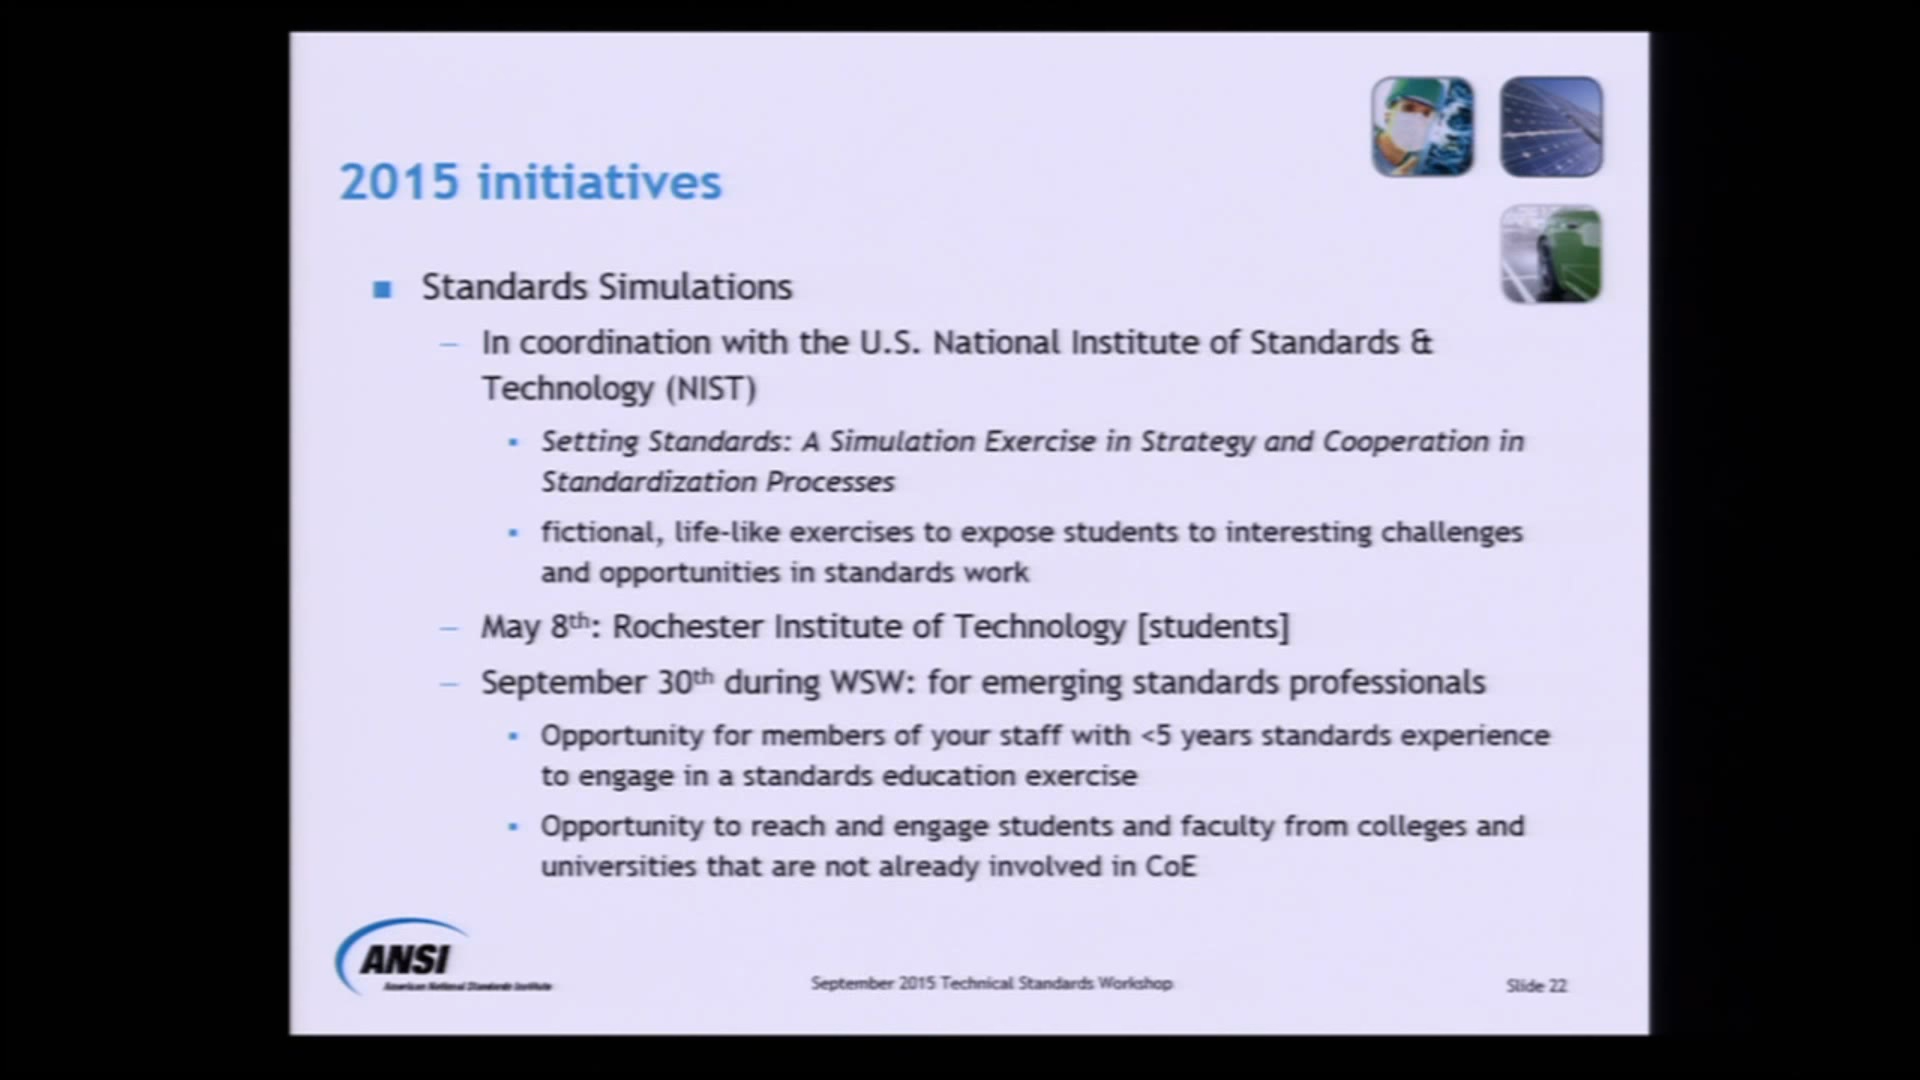 2015 initiatives
Standards Simulations
In coordination with the U.S. National Institute of Standards &
Technology (NIST)
Setting Standards: A Simulation Exercise in Strategy and Cooperation in
Standardization Processes
fictional, life-like exercises to expose students to interesting challenges
and opportunities in standards work
May 8th: Rochester Institute of Technology [students]
September 30th during WSW: for emerging standards professionals
Opportunity for members of your staff with <5 years standards experience
to engage in a standards education exercise
Opportunity to reach and engage students and faculty from colleges and
universities that are not already involved in CoE
ANSI
American National Standards Institute
September 2015 Technical Standards Workshop
Slide 22